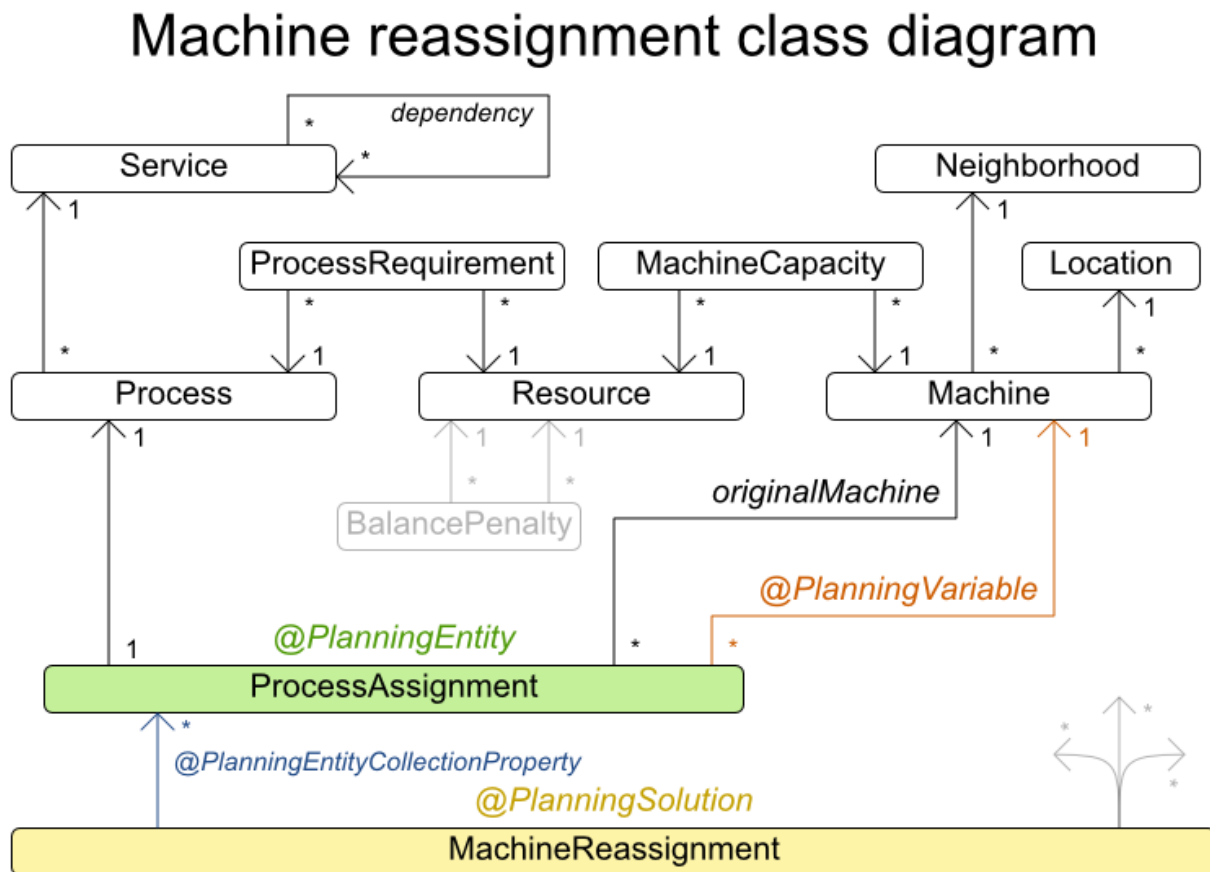 Machine reassignment class diagram
* dependency
Service
*
Neighborhood
1
1
ProcessRequirement
MachineCapacity
Location
* * * * 1
* 1 1 1 1 * *
Process
Resource
Machine
1 1 1 1 1
* *
originalMachine
BalancePenalty
@PlanningVariable
1
@PlanningEntity
* *
ProcessAssignment
* *
@PlanningEntityCollectionProperty
* *
@PlanningSolution
MachineReassignment